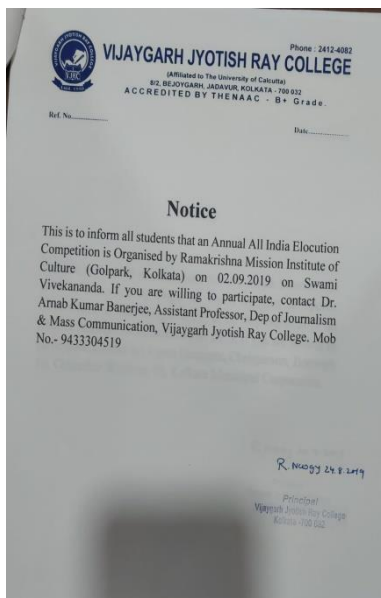 Phone : 2412-4082
VIJAYGARH JYOTISH RAY COLLEGE
(Affiliated to The University of Calcutta)
8/2, BEJOYGARH, JADAVUR, KOLKATA - 700 032
ACCREDITED BY THENAAC - B+ Grade.
Ref. No...............
Date...............
Notice
This is to inform all students that an Annual All India Elocution
Competition is Organised by Ramakrishna Mission Institute of
Culture (Golpark, Kolkata) on 02.09.2019 on Swami
Vivekananda. If you are willing to participate, contact Dr.
Arnab Kumar Banerjee, Assistant Professor, Dep of Journalism
& Mass Communication, Vijaygarh Jyotish Ray College. Mob
No.- 9433304519
R. Neogy 24.8.2019
Principal
Vijaygarh Jyotish Ray College
Kolkata -700 032